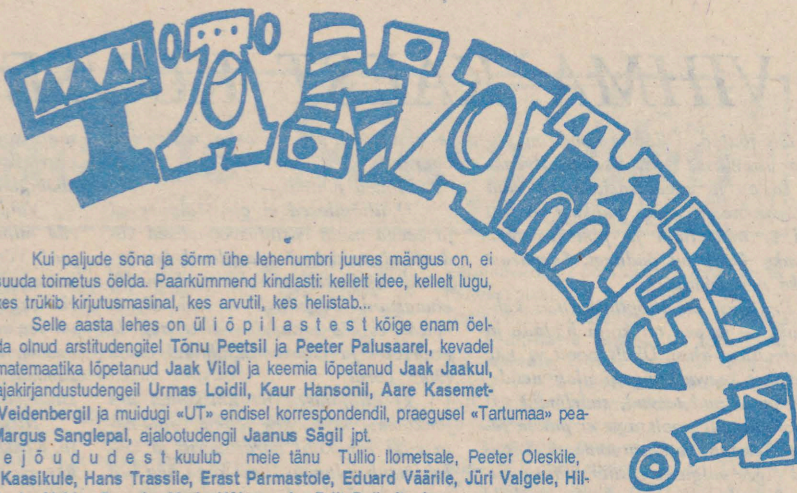 TÄNAME!
Kui paljude sõna ja sõrm ühe lehenumbri juures mängus on, ei
suuda toimetus öelda. Paarkümmend kindlasti: kellelt idee, kellelt lugu,
kes trükib kirjutusmasinal, kes arvutil, kes helistab...
Selle aasta lehes on üliõpilastest kõige enam öel-
da olnud arstitudengitel Tõnu Peetsil ja Peeter Palusaarel, kevadel
matemaatika lõpetanud Jaak Vilol ja keemia lõpetanud Jaak Jaakul,
ajakirjandustudengeil Urmas Loidil, Kaur Hansonil, Aare Kasemet-
Veidenbergil ja muidugi «UT» endisel korrespondendil, praegusel «Tartumaa» pea-
Margus Sanglepal, ajalootudengil Jaanus Sägil jpt.
ejõududest kuulub meie tänu Tullio Ilometsale, Peeter Oleskile,
Kaasikule, Hans Trassile, Erast Parmastole, Eduard Väärile, Jüri Valgele, Hil-